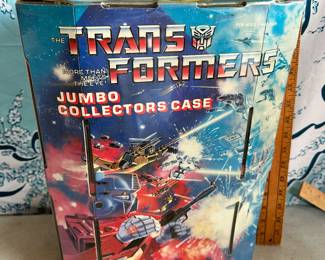 THE TRANSFORMERS
MORE THAN
MEETS
THE EYE
JUMBO
COLLECTORS CASE